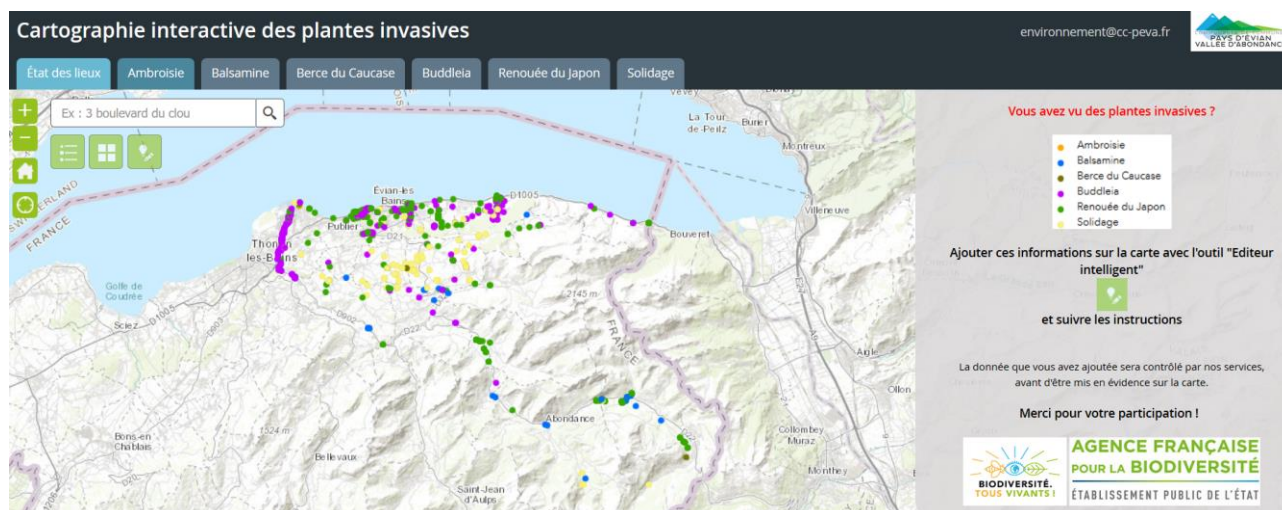 Cartographie interactive des plantes invasives
environnement@cc-peva.fr
PAYS D'ÉVIAN
VALLÉE D'ABONDANCE
État des lieux
Ambroisie
Balsamine
Berce du Caucase
Buddleia
Renouée du Japon
Solidage
Ex : 3 boulevard du clou
Vevey
La Tour-
de-Peilz
Burier
Montreux
SWITZERLAND
FRANCE
Évian-les
Bains
D1005
Publier
D21
Villeneuve
Thonon
les-Bains
Bouveret
Golfe de
Coudrée
2145 m
Sciez
D1005
D903
D902
D22
FRANCE
A9
Aigle
Ollon
Abondance
Bons-en
Chablais
1524 m
Bellevaux
Collombey
Muraz
Monthey
D20
Saint-Jean
d'Aulps
Vous avez vu des plantes invasives ?
Ambroisie
Balsamine
Berce du Caucase
Buddleia
Renouée du Japon
Solidage
Ajouter ces informations sur la carte avec l'outil "Editeur
intelligent"
et suivre les instructions
La donnée que vous avez ajoutée sera contrôlé par nos services,
avant d'être mis en évidence sur la carte.
Merci pour votre participation !
BIODIVERSITÉ.
TOUS VIVANTS !
AGENCE FRANÇAISE
POUR LA BIODIVERSITÉ
ÉTABLISSEMENT PUBLIC DE L'ÉTAT